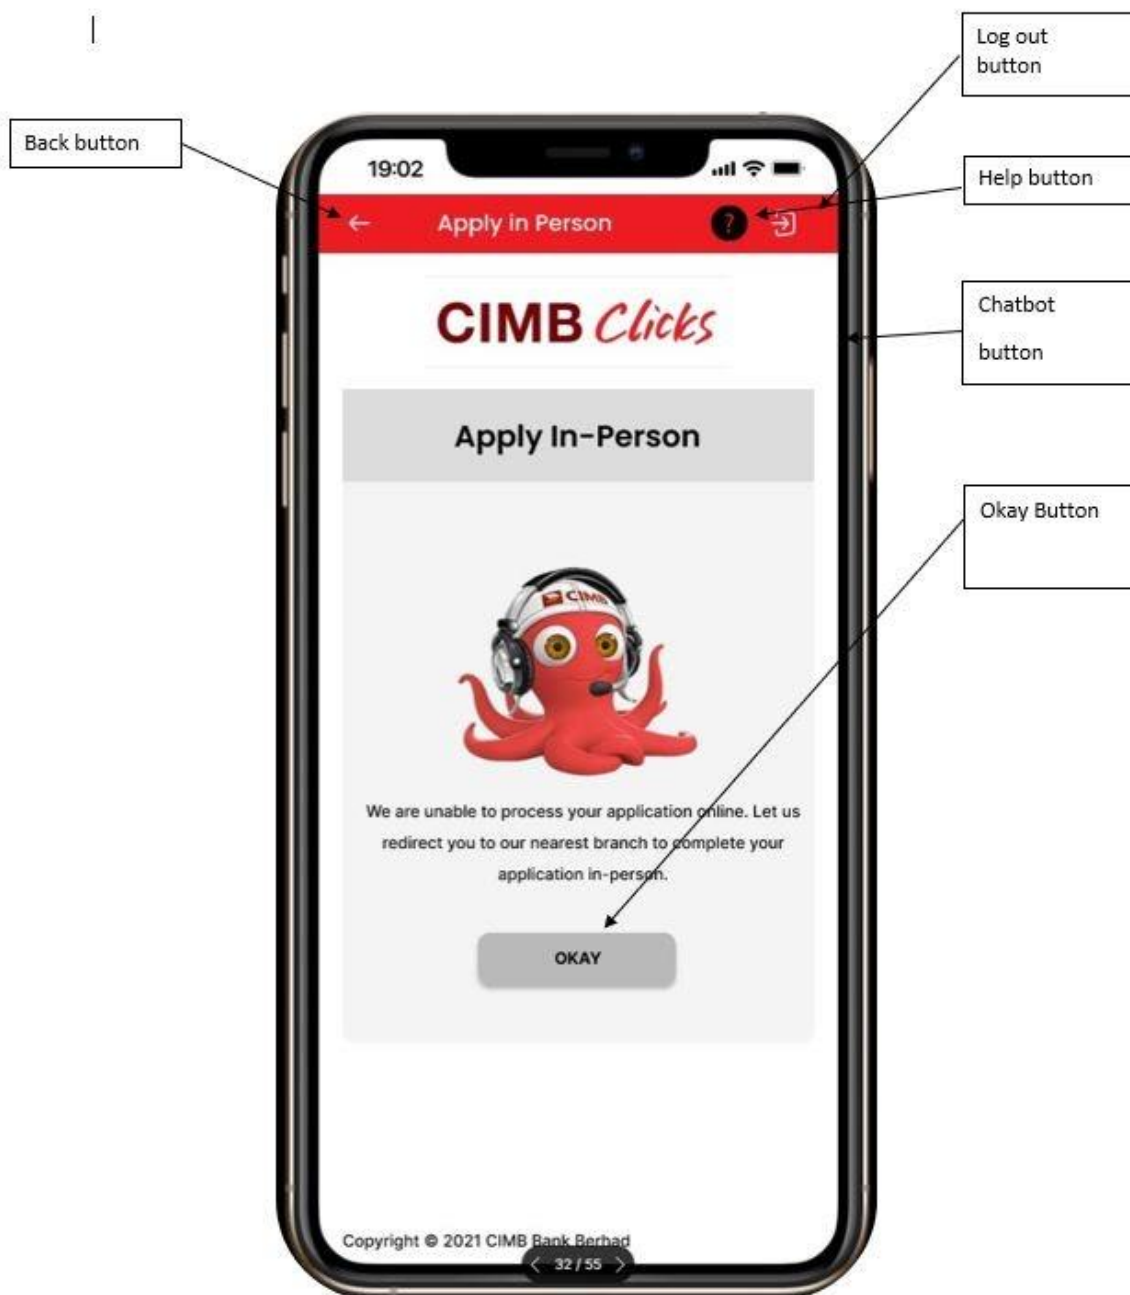 Log out
button
Back button
19:02
Help button
Apply in Person
?
CIMB Clicks
Chatbot
button
Apply In-Person
Okay Button
CIMB
We are unable to process your application online. Let us
redirect you to our nearest branch to complete your
application in-person.
OKAY
Copyright © 2021 CIMB Bank Berhad
< 32 / 55 >